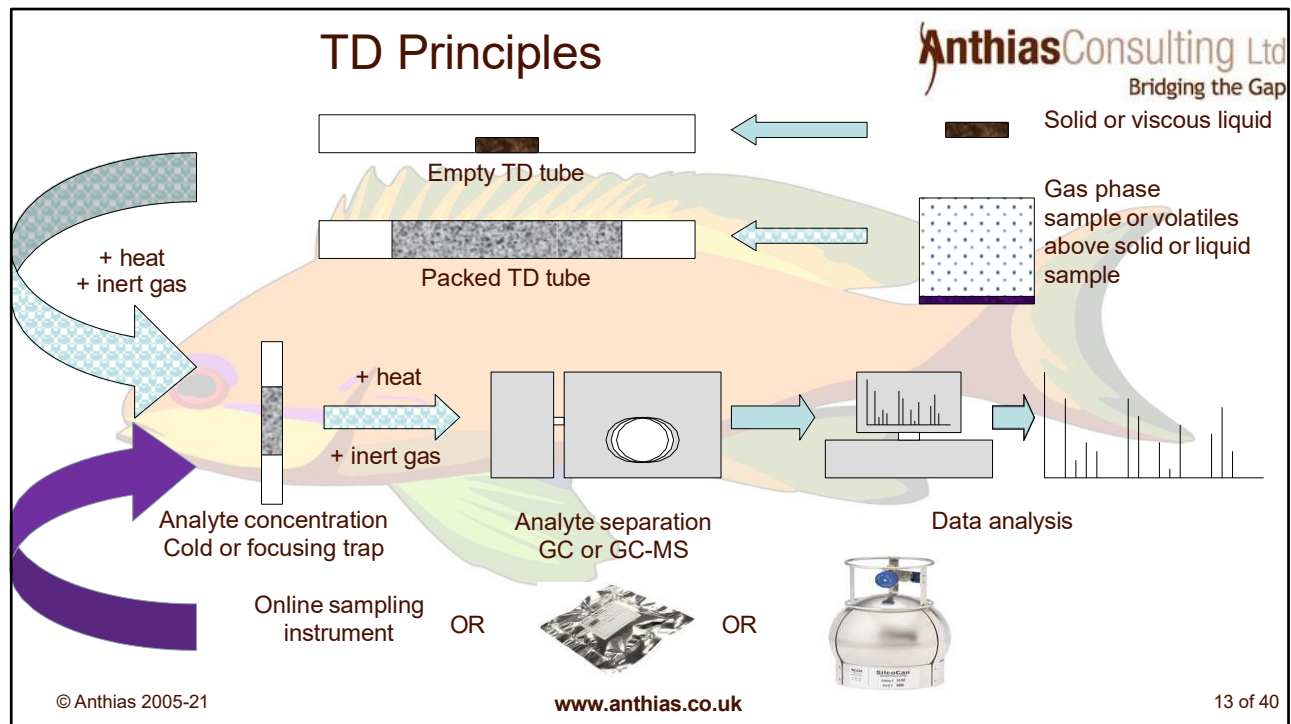 TD Principles
AnthiasConsulting Ltd
Bridging the Gap
Solid or viscous liquid
Empty TD tube
Gas phase
sample or volatiles
above solid or liquid
sample
+ heat
+ inert gas
Packed TD tube
+ heat
+ inert gas
Analyte concentration
Cold or focusing trap
Analyte separation
GC or GC-MS
Data analysis
Online sampling
instrument
OR
OR
SilcoCan
© Anthias 2005-21
www.anthias.co.uk
13 of 40